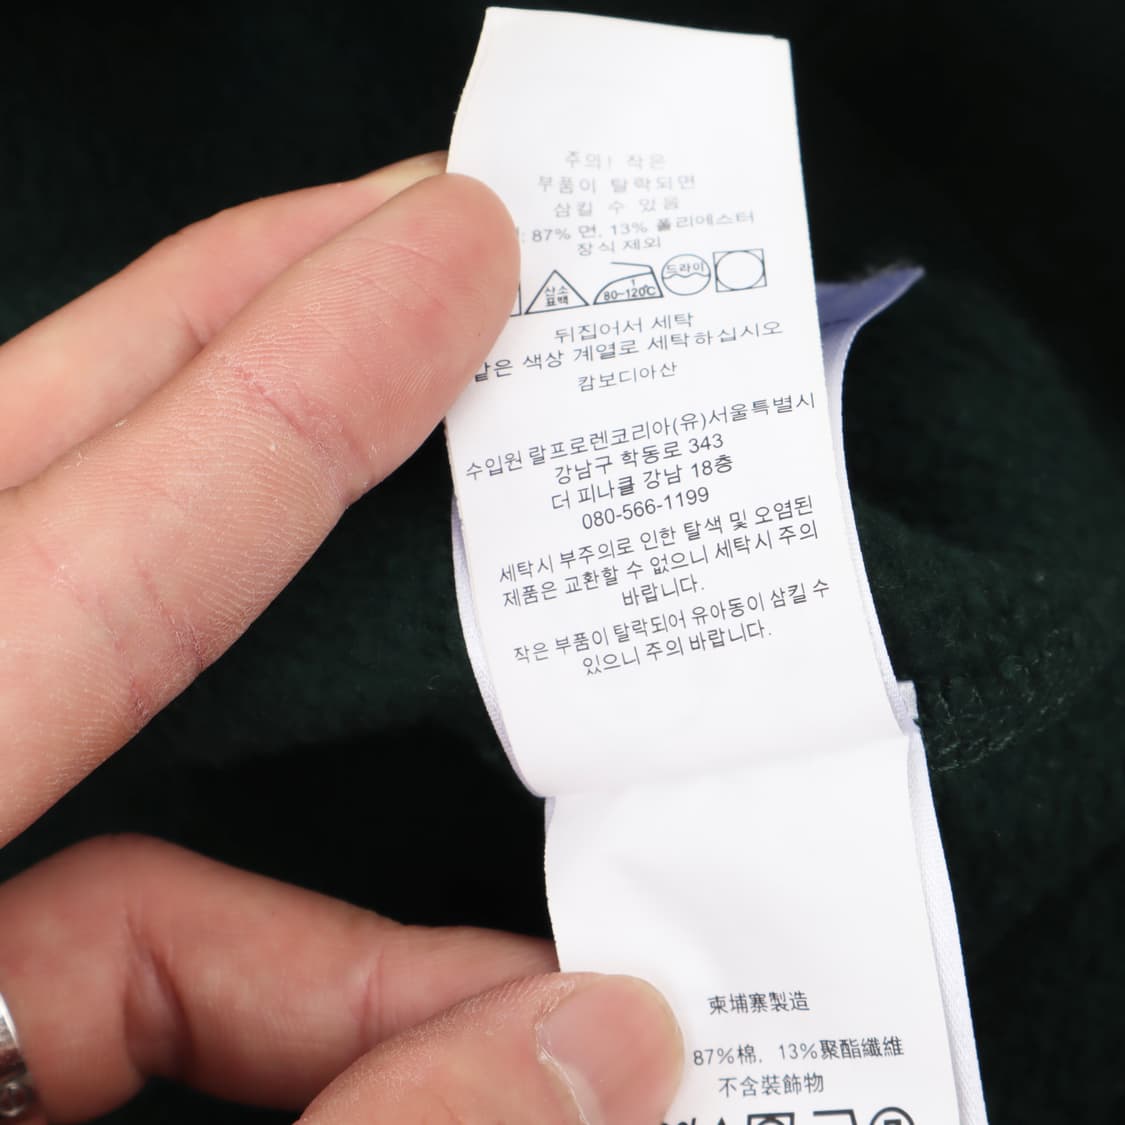 주의! 작은
부품이 탈락되면
삼킬 수 있음
: 87% 면, 13% 폴리에스터
장식 제외
산소
표백
80~120℃
드라이
뒤집어서 세탁
같은 색상 계열로 세탁하십시오
캄보디아산
수입원 랄프로렌코리아(유)서울특별시
강남구 학동로 343
더 피나클 강남 18층
080-566-1199
세탁시 부주의로 인한 탈색 및 오염된
제품은 교환할 수 없으니 세탁시 주의
바랍니다.
작은 부품이 탈락되어 유아동이 삼킬 수
있으니 주의 바랍니다.
柬埔寨製造
87%棉, 13%聚酯纖維
不含裝飾物